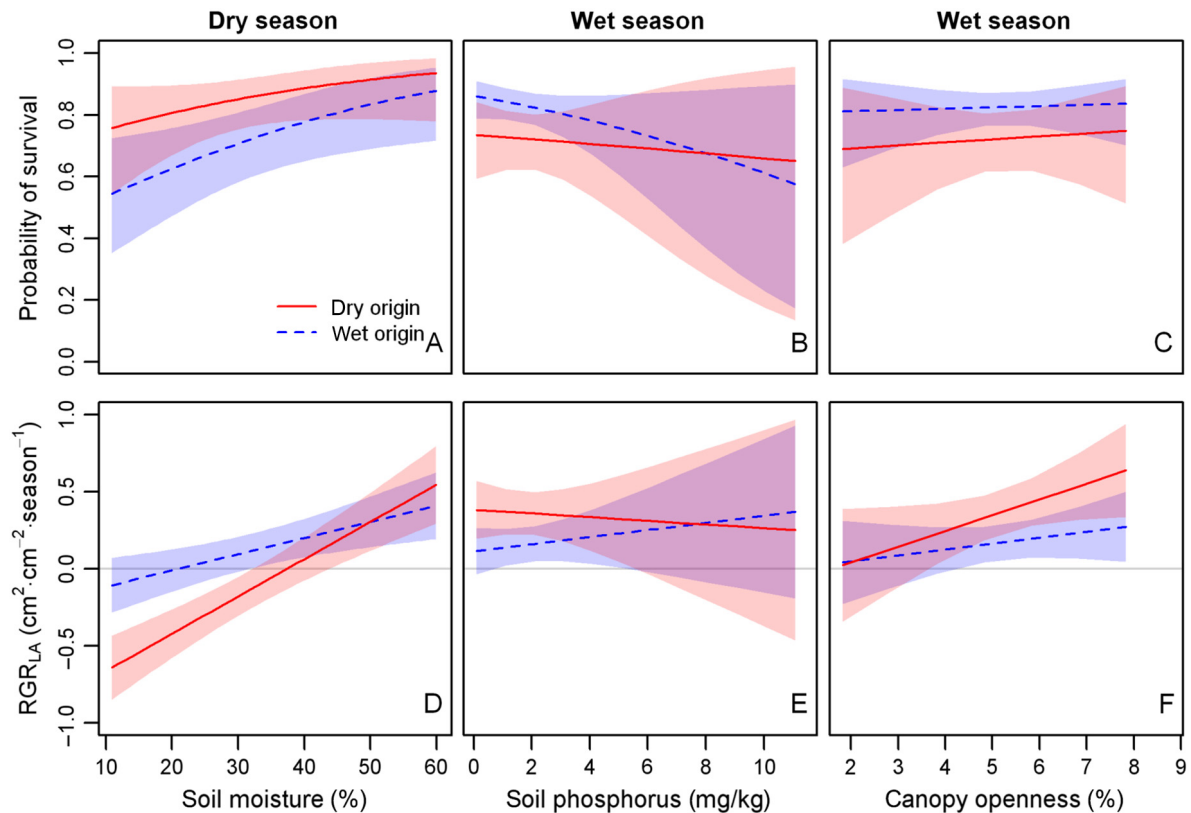 Dry season
Wet season
Wet season
Probability of survival
1.0
0.8
0.6
0.4
0.2
0.0
Dry origin
Wet origin
A
B
C
RGR_LA (cm²·cm⁻²·season⁻¹)
1.0
0.5
0.0
−0.5
−1.0
D
E
F
10 20 30 40 50 60
0 2 4 6 8 10
2 3 4 5 6 7 8 9
Soil moisture (%)
Soil phosphorus (mg/kg)
Canopy openness (%)